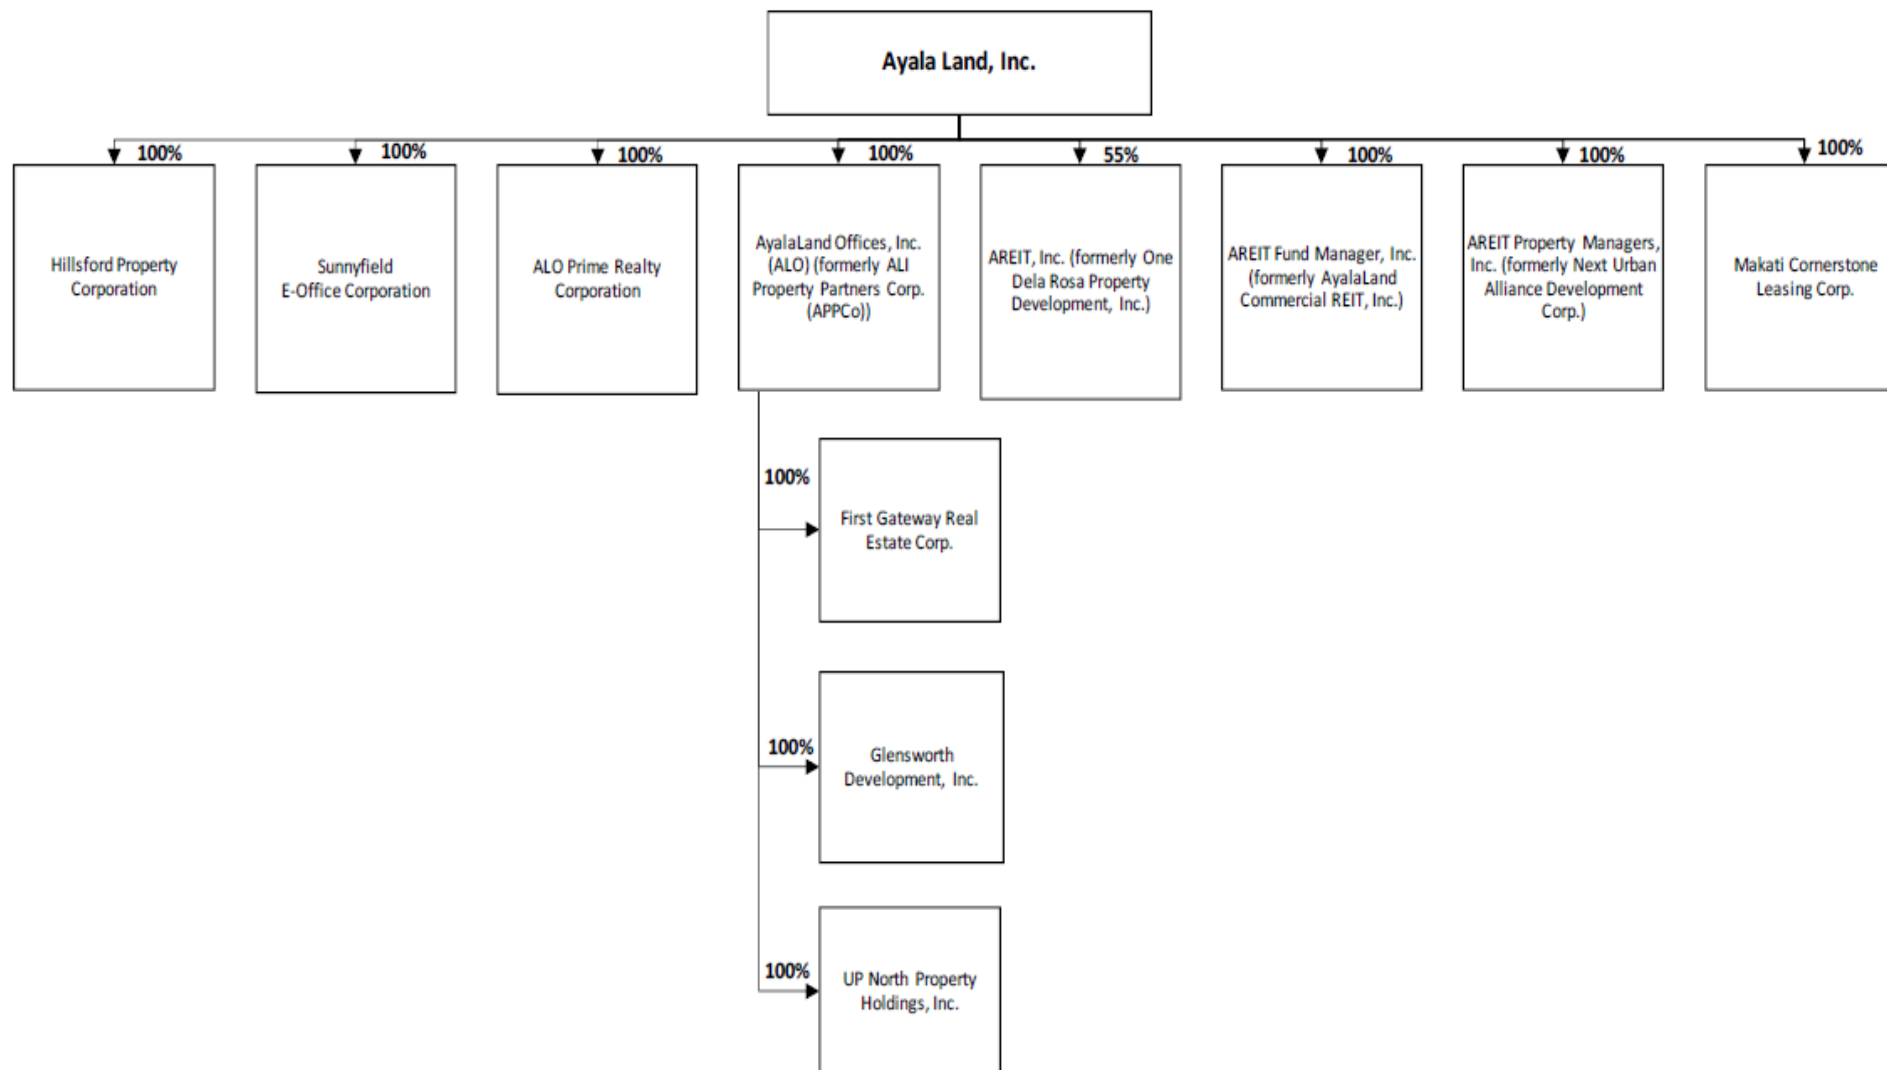 Ayala Land, Inc.
100%
100%
100%
100%
55%
100%
100%
100%
Hillsford Property
Corporation
Sunnyfield
E-Office Corporation
ALO Prime Realty
Corporation
AyalaLand Offices, Inc.
(ALO) (formerly ALI
Property Partners Corp.
(APPCo))
AREIT, Inc. (formerly One
Dela Rosa Property
Development, Inc.)
AREIT Fund Manager, Inc.
(formerly AyalaLand
Commercial REIT, Inc.)
AREIT Property Managers,
Inc. (formerly Next Urban
Alliance Development
Corp.)
Makati Cornerstone
Leasing Corp.
100%
First Gateway Real
Estate Corp.
100%
Glensworth
Development, Inc.
100%
UP North Property
Holdings, Inc.